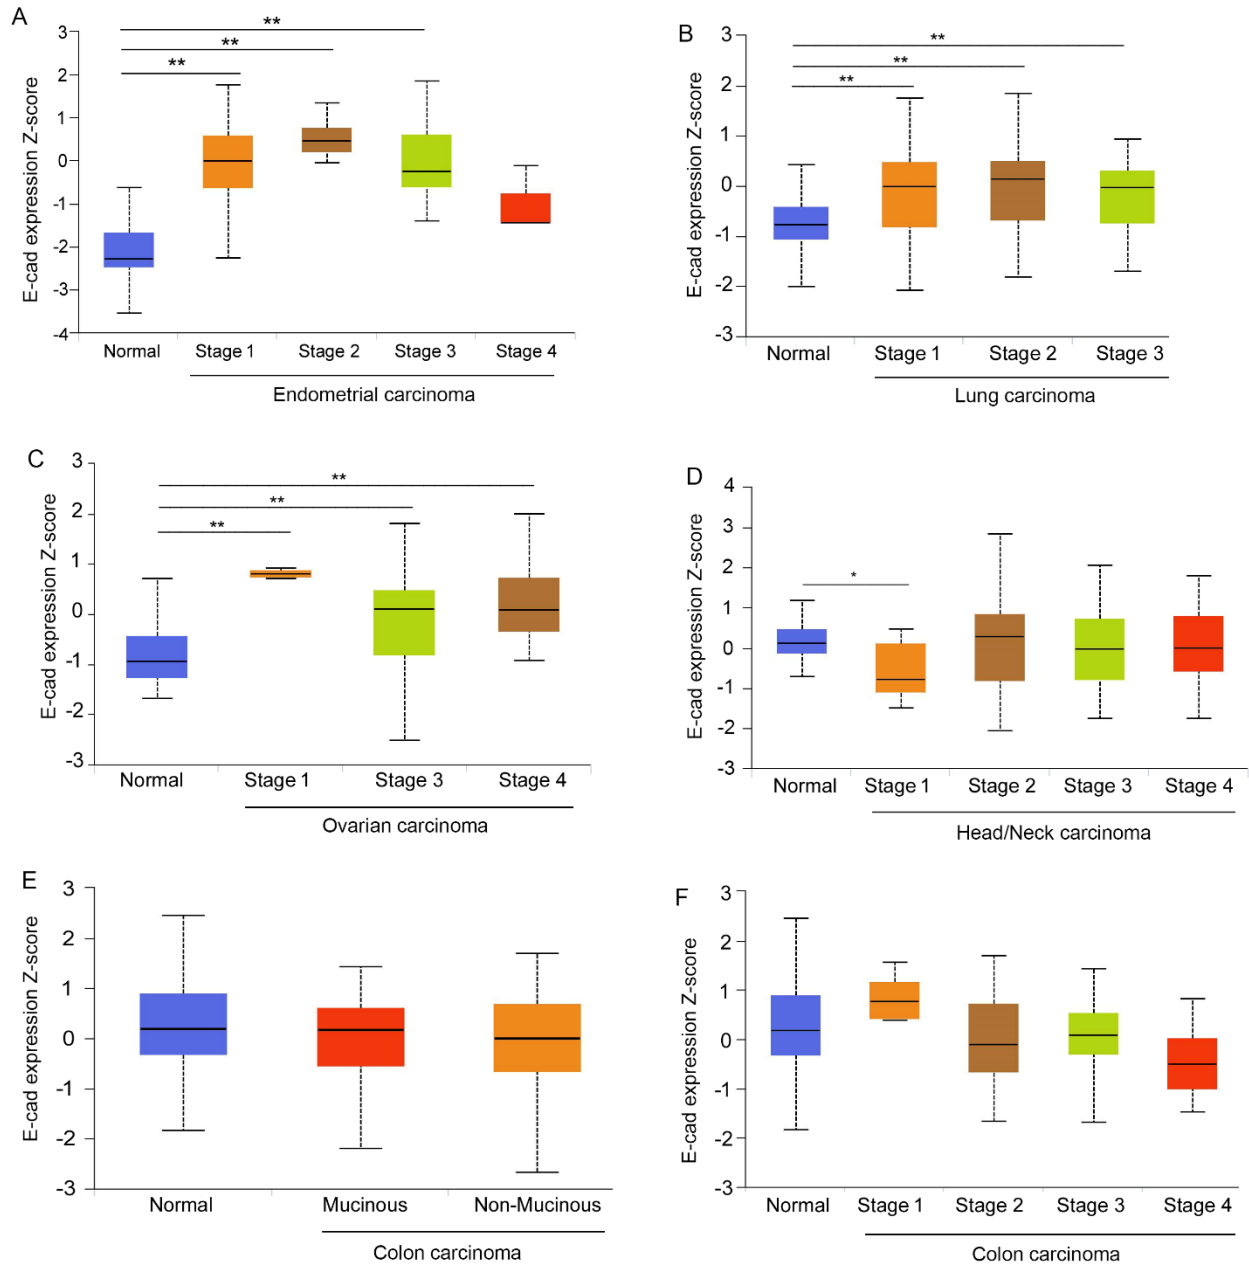 A
E-cad expression Z-score
3
2
1
0
-1
-2
-3
-4
**
**
**
Normal Stage 1 Stage 2 Stage 3 Stage 4
Endometrial carcinoma
B
E-cad expression Z-score
3
2
1
0
-1
-2
-3
**
**
**
Normal Stage 1 Stage 2 Stage 3
Lung carcinoma
C
E-cad expression Z-score
3
2
1
0
-1
-2
-3
**
**
**
Normal Stage 1 Stage 3 Stage 4
Ovarian carcinoma
D
E-cad expression Z-score
4
3
2
1
0
-1
-2
-3
*
Normal Stage 1 Stage 2 Stage 3 Stage 4
Head/Neck carcinoma
E
E-cad expression Z-score
3
2
1
0
-1
-2
-3
Normal Mucinous Non-Mucinous
Colon carcinoma
F
E-cad expression Z-score
3
2
1
0
-1
-2
-3
Normal Stage 1 Stage 2 Stage 3 Stage 4
Colon carcinoma